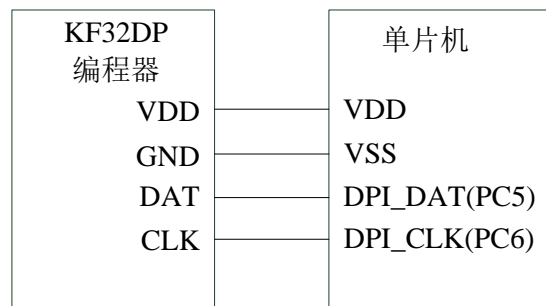 KF32DP
编程器
VDD
GND
DAT
CLK
单片机
VDD
VSS
DPI_DAT(PC5)
DPI_CLK(PC6)